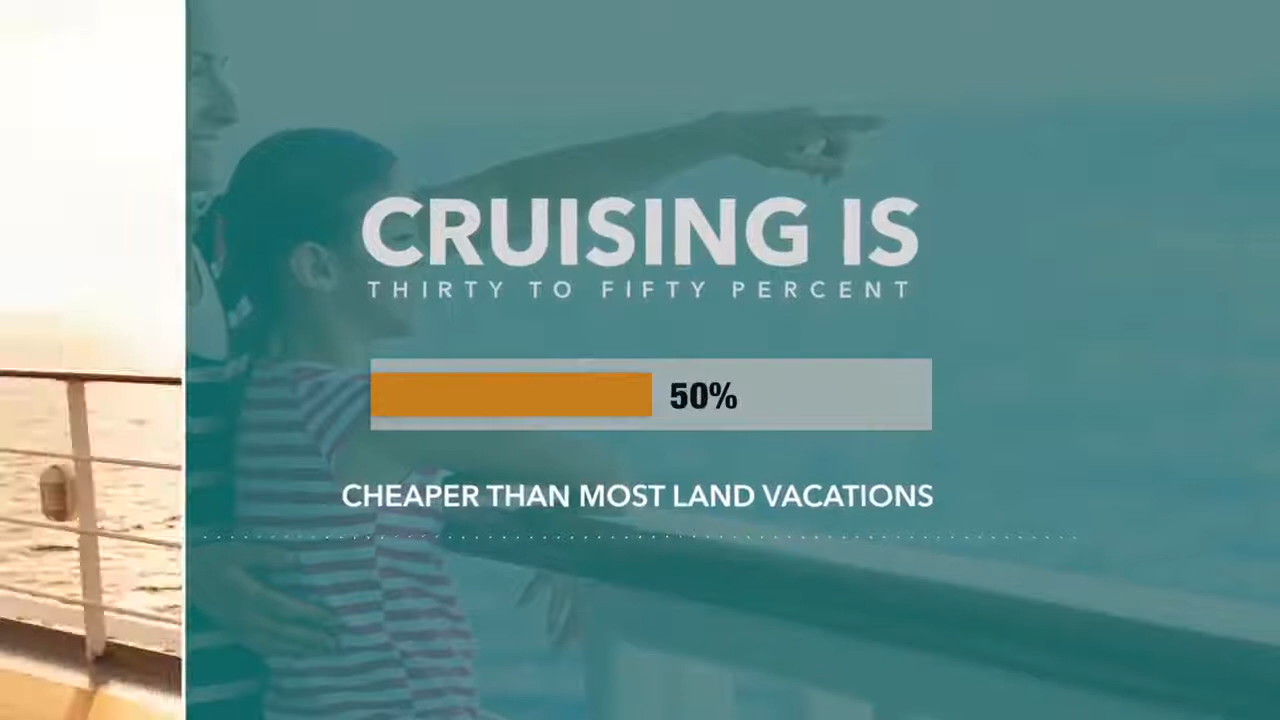 CRUISING IS
THIRTY TO FIFTY PERCENT
50%
CHEAPER THAN MOST LAND VACATIONS